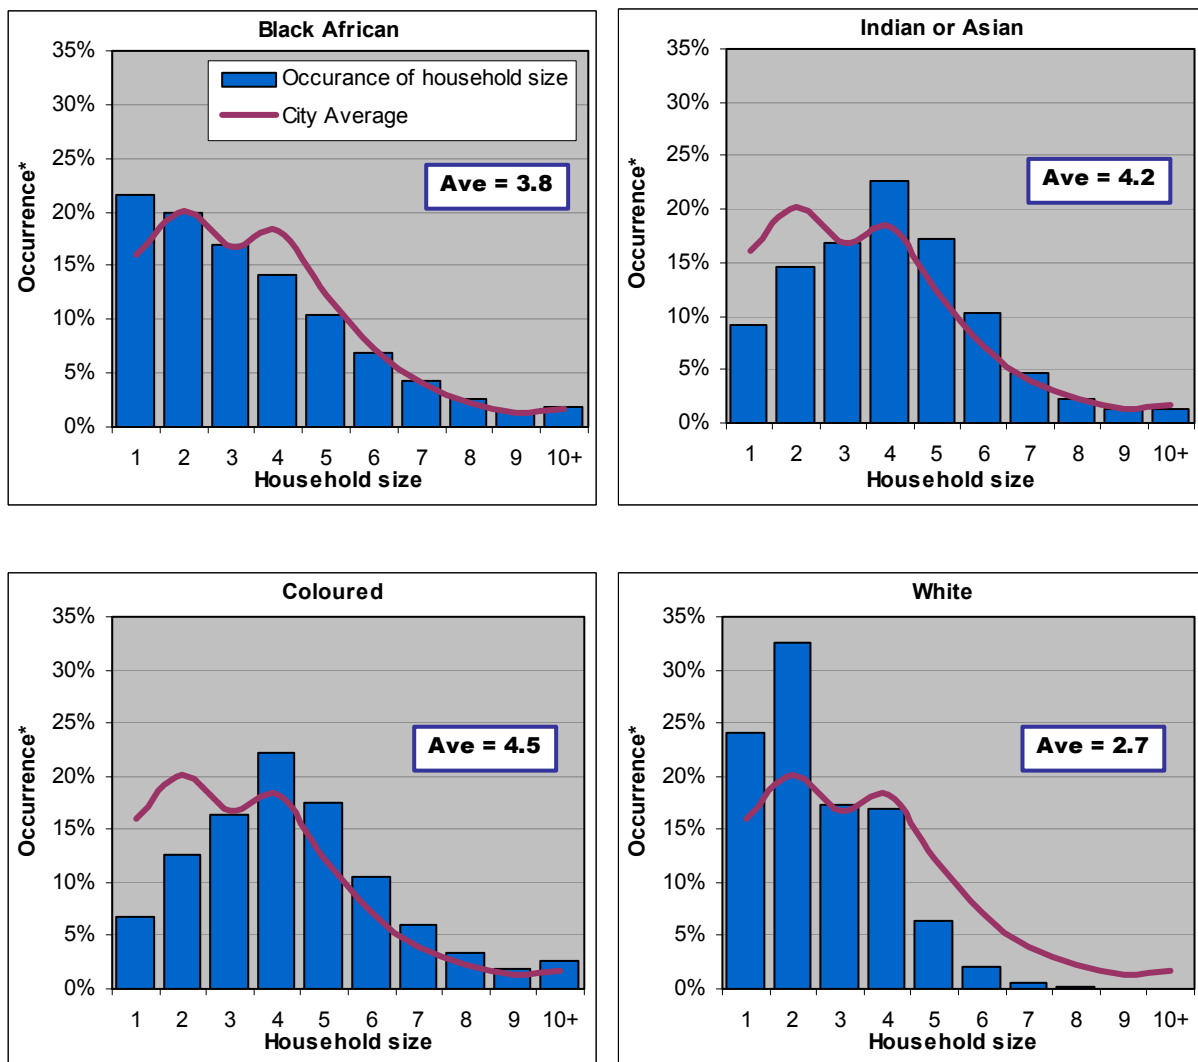 Black African
35%
30%
25%
20%
15%
10%
5%
0%
Occurrence*
Occurance of household size
City Average
Ave = 3.8
1 2 3 4 5 6 7 8 9 10+
Household size
Indian or Asian
35%
30%
25%
20%
15%
10%
5%
0%
Occurrence*
Ave = 4.2
1 2 3 4 5 6 7 8 9 10+
Household size
Coloured
35%
30%
25%
20%
15%
10%
5%
0%
Occurrence*
Ave = 4.5
1 2 3 4 5 6 7 8 9 10+
Household size
White
35%
30%
25%
20%
15%
10%
5%
0%
Occurrence*
Ave = 2.7
1 2 3 4 5 6 7 8 9 10+
Household size